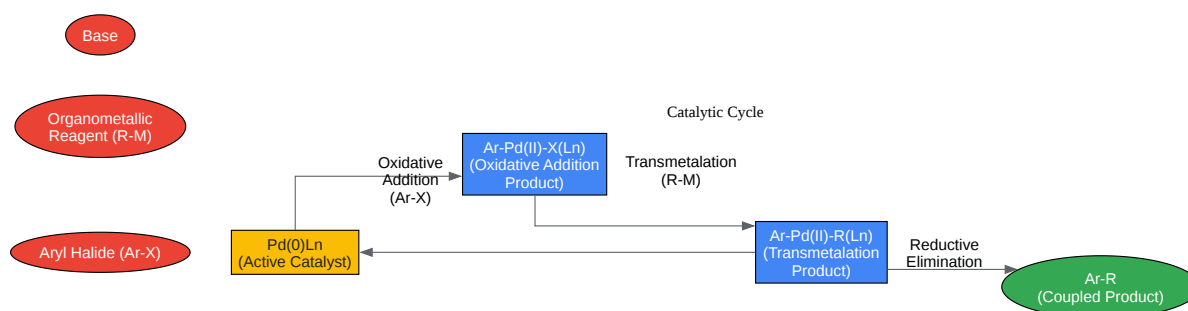 Base
Organometallic
Reagent (R-M)
Catalytic Cycle
Ar-Pd(II)-X(Ln)
(Oxidative Addition
Product)
Oxidative
Addition
(Ar-X)
Transmetalation
(R-M)
Aryl Halide (Ar-X)
Pd(0)Ln
(Active Catalyst)
Ar-Pd(II)-R(Ln)
(Transmetalation
Product)
Reductive
Elimination
Ar-R
(Coupled Product)